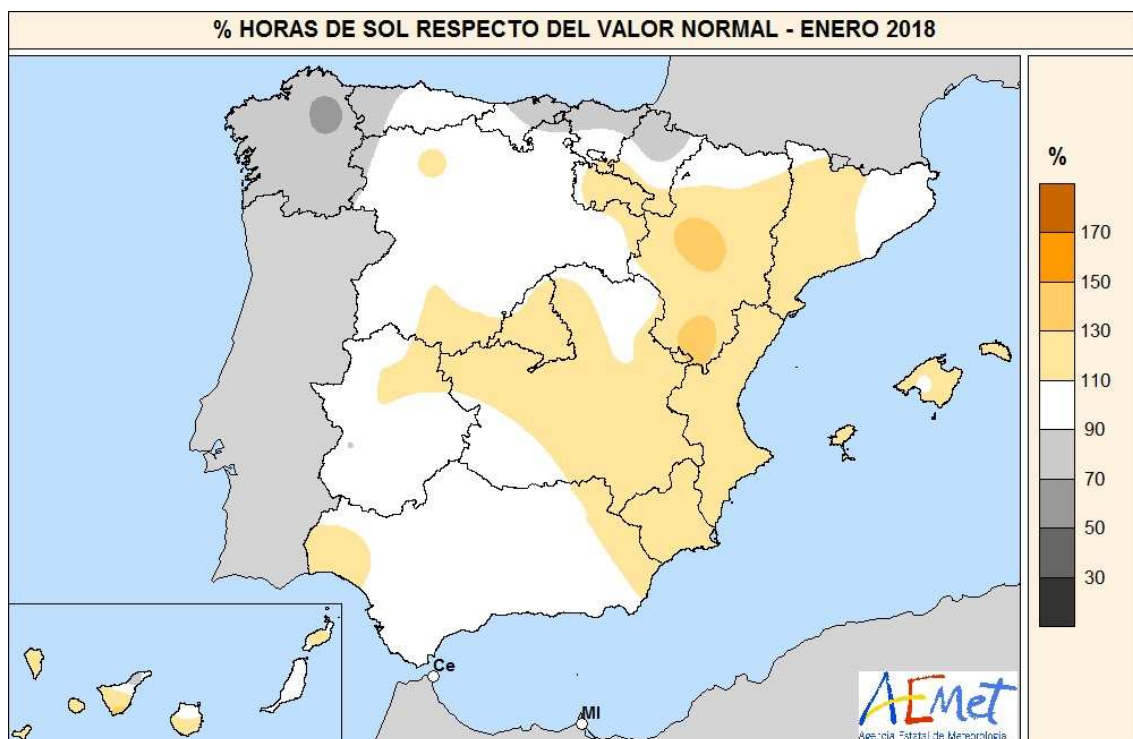 % HORAS DE SOL RESPECTO DEL VALOR NORMAL - ENERO 2018
%
170
150
130
110
90
70
50
30
Ce
Ml
AEMet
Agencia Estatal de Meteorología